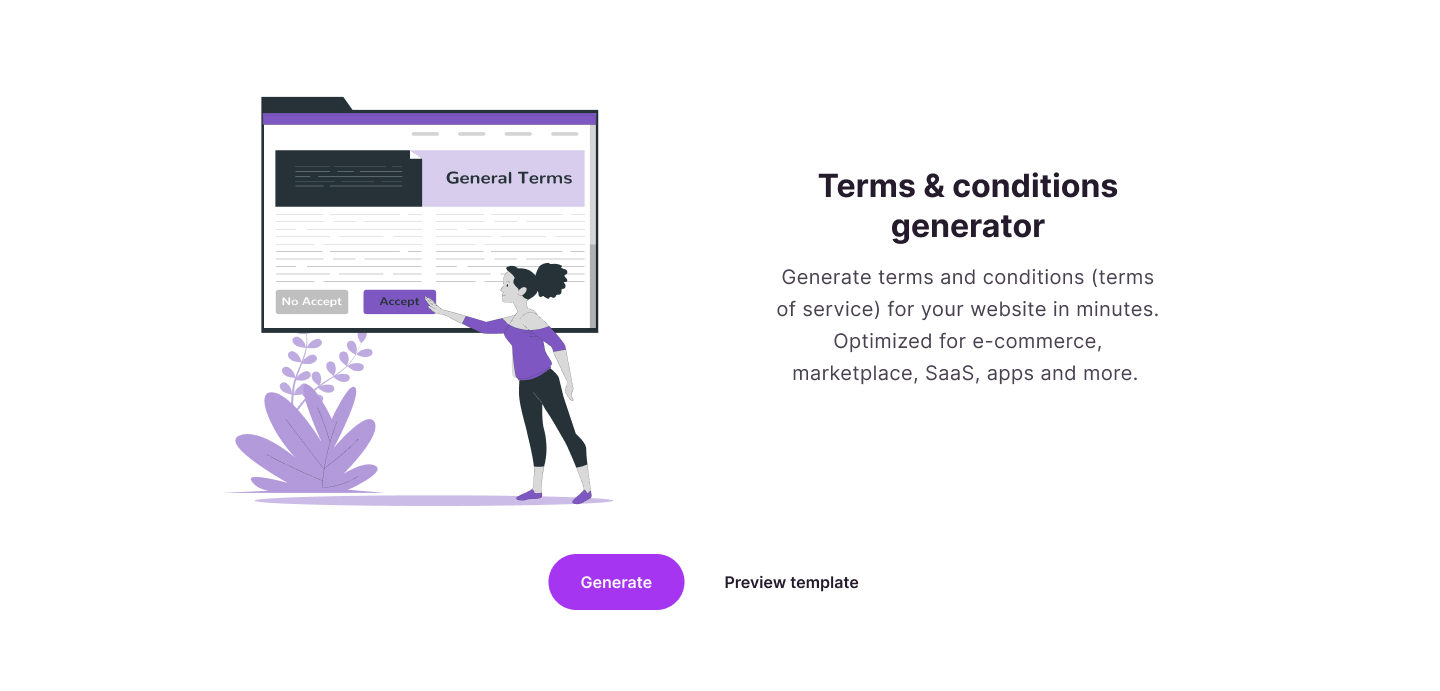 General Terms
No Accept
Accept
Terms & conditions
generator
Generate terms and conditions (terms
of service) for your website in minutes.
Optimized for e-commerce,
marketplace, SaaS, apps and more.
Generate
Preview template